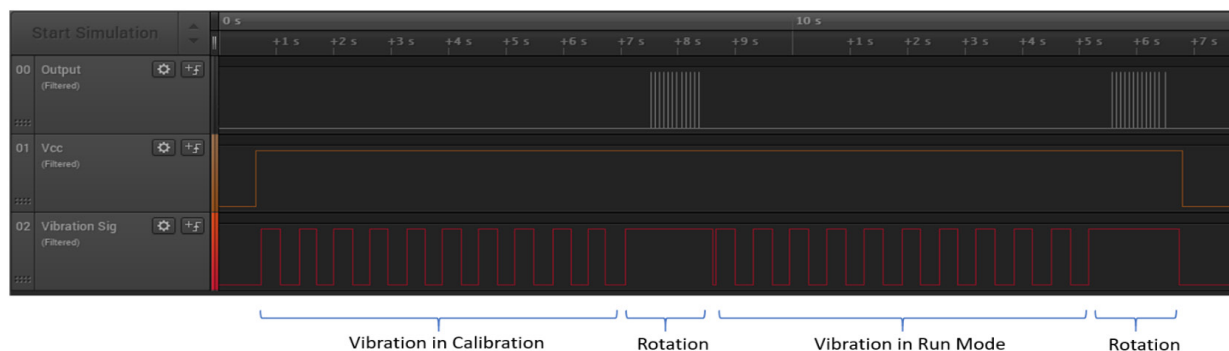 Start Simulation
0 s
10 s
+1 s +2 s +3 s +4 s +5 s +6 s +7 s +8 s +9 s +1 s +2 s +3 s +4 s +5 s +6 s +7 s
00 Output
(Filtered)
01 Vcc
(Filtered)
02 Vibration Sig
(Filtered)
Vibration in Calibration
Rotation
Vibration in Run Mode
Rotation